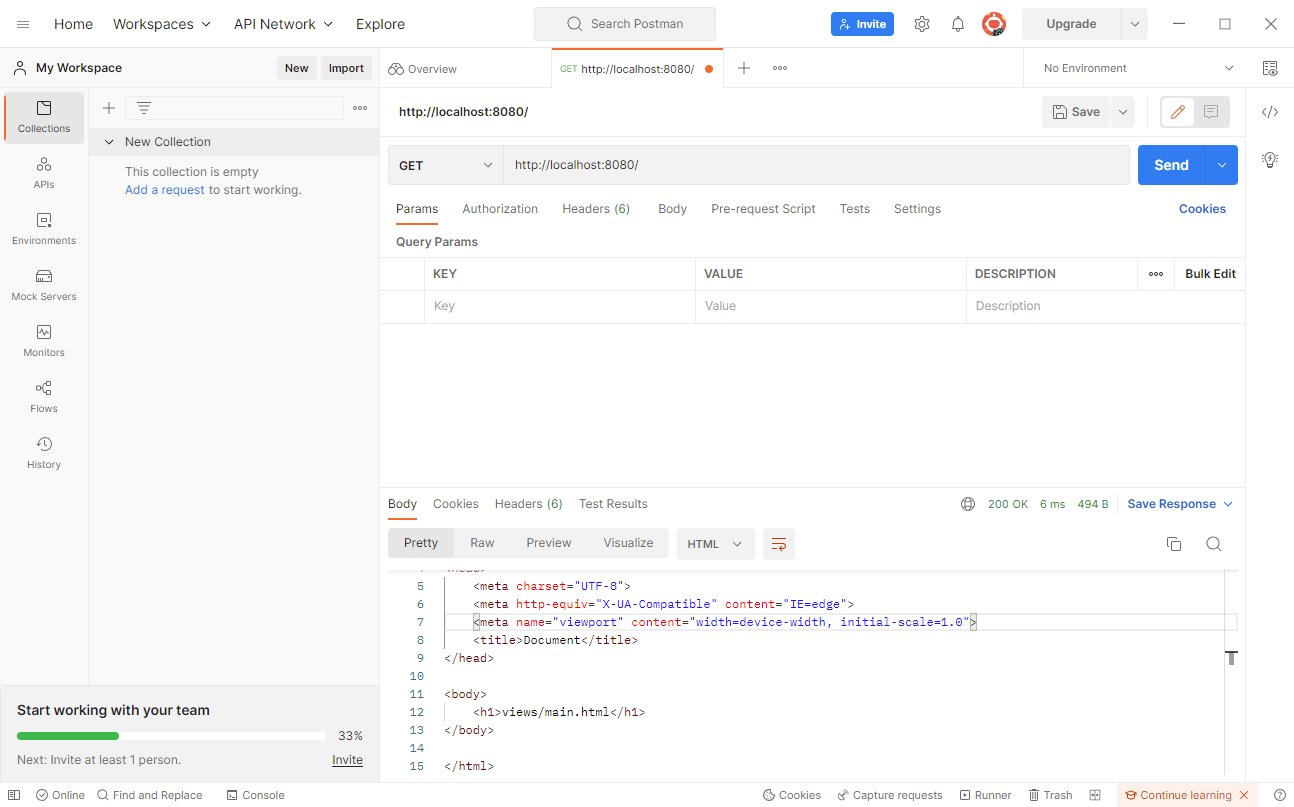 Home Workspaces API Network Explore Search Postman Invite Upgrade
My Workspace New Import Overview GET http://localhost:8080/ No Environment
Collections
APIs
Environments
Mock Servers
Monitors
Flows
History
New Collection
This collection is empty
Add a request to start working.
Start working with your team
33%
Next: Invite at least 1 person. Invite
http://localhost:8080/ Save
GET http://localhost:8080/ Send
Params Authorization Headers (6) Body Pre-request Script Tests Settings Cookies
Query Params
KEY VALUE DESCRIPTION Bulk Edit
Key Value Description
Body Cookies Headers (6) Test Results 200 OK 6 ms 494 B Save Response
Pretty Raw Preview Visualize HTML
5 <meta charset="UTF-8">
6 <meta http-equiv="X-UA-Compatible" content="IE=edge">
7 <meta name="viewport" content="width=device-width, initial-scale=1.0">
8 <title>Document</title>
9 </head>
10
11 <body>
12 <h1>views/main.html</h1>
13 </body>
14
15 </html>
Online Find and Replace Console Cookies Capture requests Runner Trash Continue learning